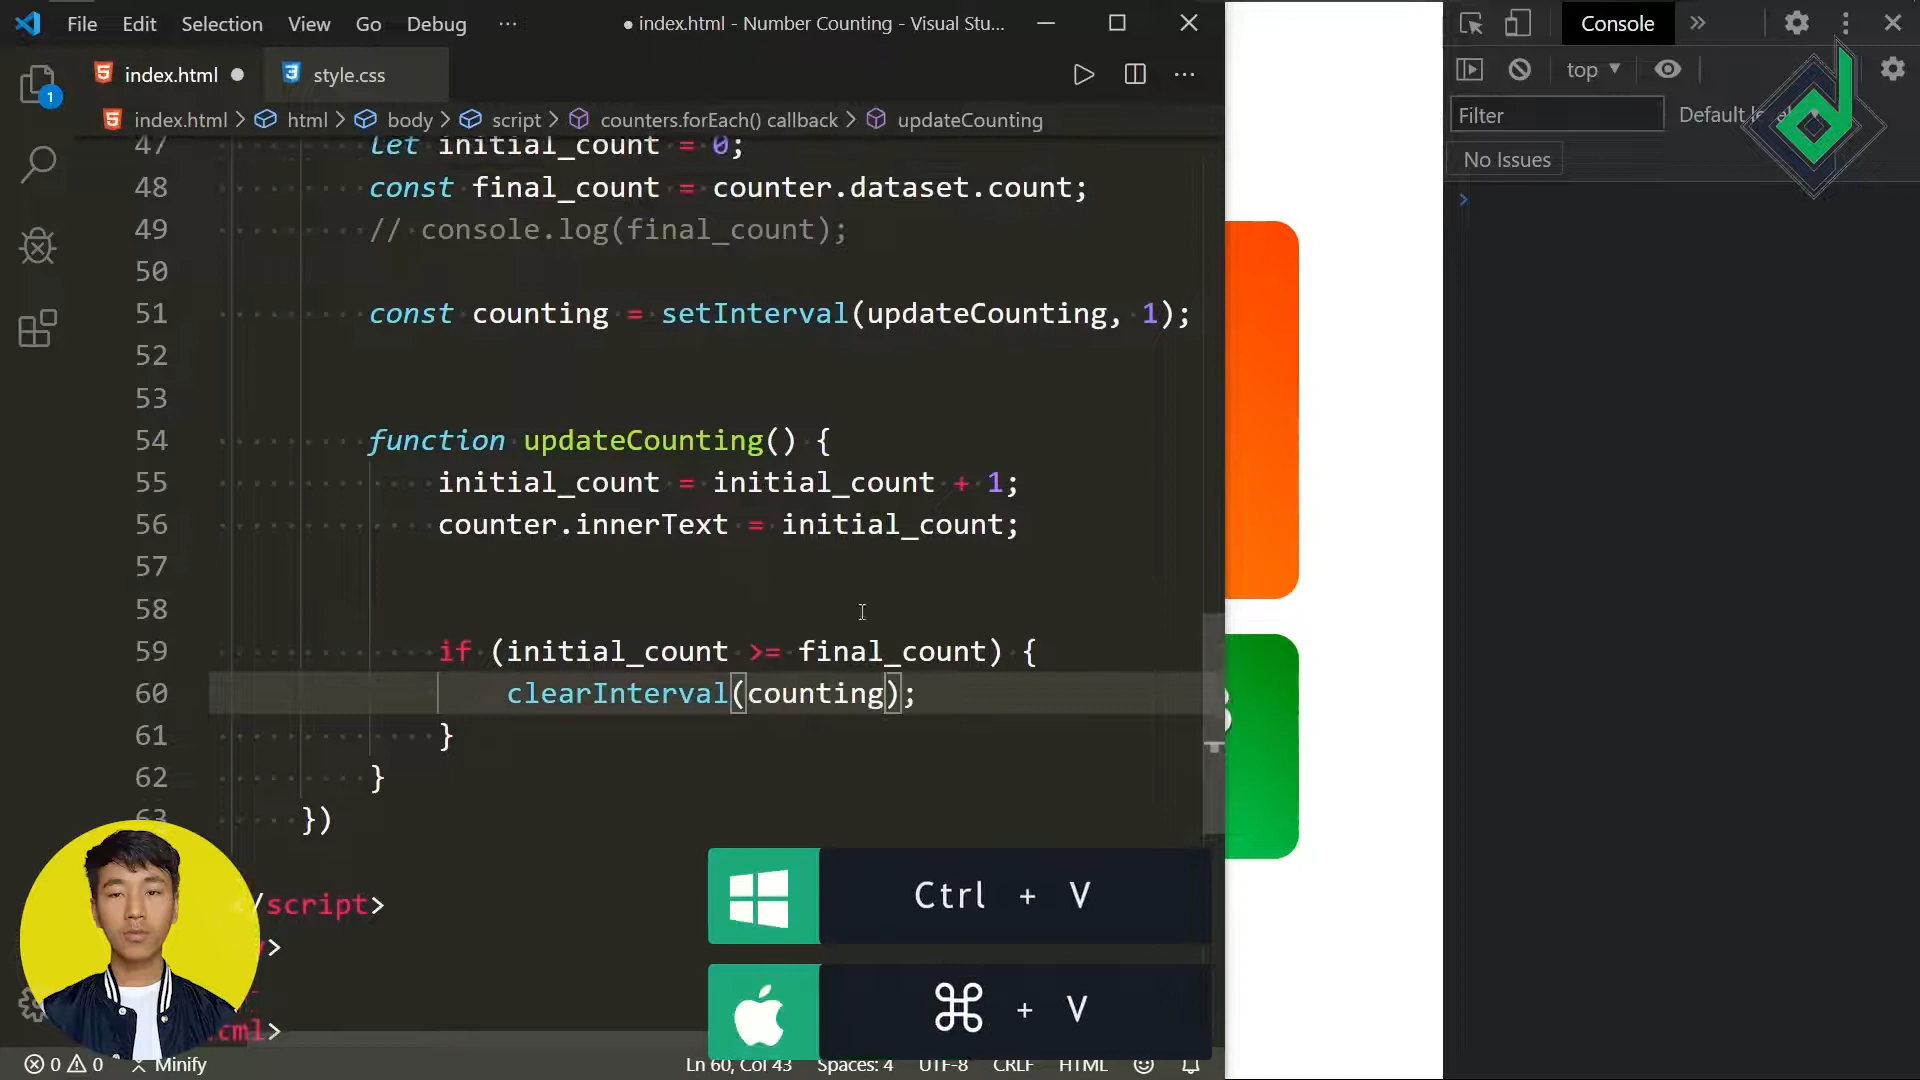 File Edit Selection View Go Debug ···
● index.html - Number Counting - Visual Stu...
index.html ●
style.css
1
index.html > html > body > script > counters.forEach() callback > updateCounting
47 let initial_count = 0;
48 const final_count = counter.dataset.count;
49 // console.log(final_count);
50
51 const counting = setInterval(updateCounting, 1);
52
53
54 function updateCounting() {
55 initial_count = initial_count + 1;
56 counter.innerText = initial_count;
57
58
59 if (initial_count >= final_count) {
60 clearInterval(counting);
61 }
62 }
63 })
/script>
>
>
Ctrl + V
⌘ + V
0 0 Minify
Ln 60, Col 43 Spaces: 4 UTF-8 CRLF HTML
Console »
top ▼
Filter
Default
No Issues
>